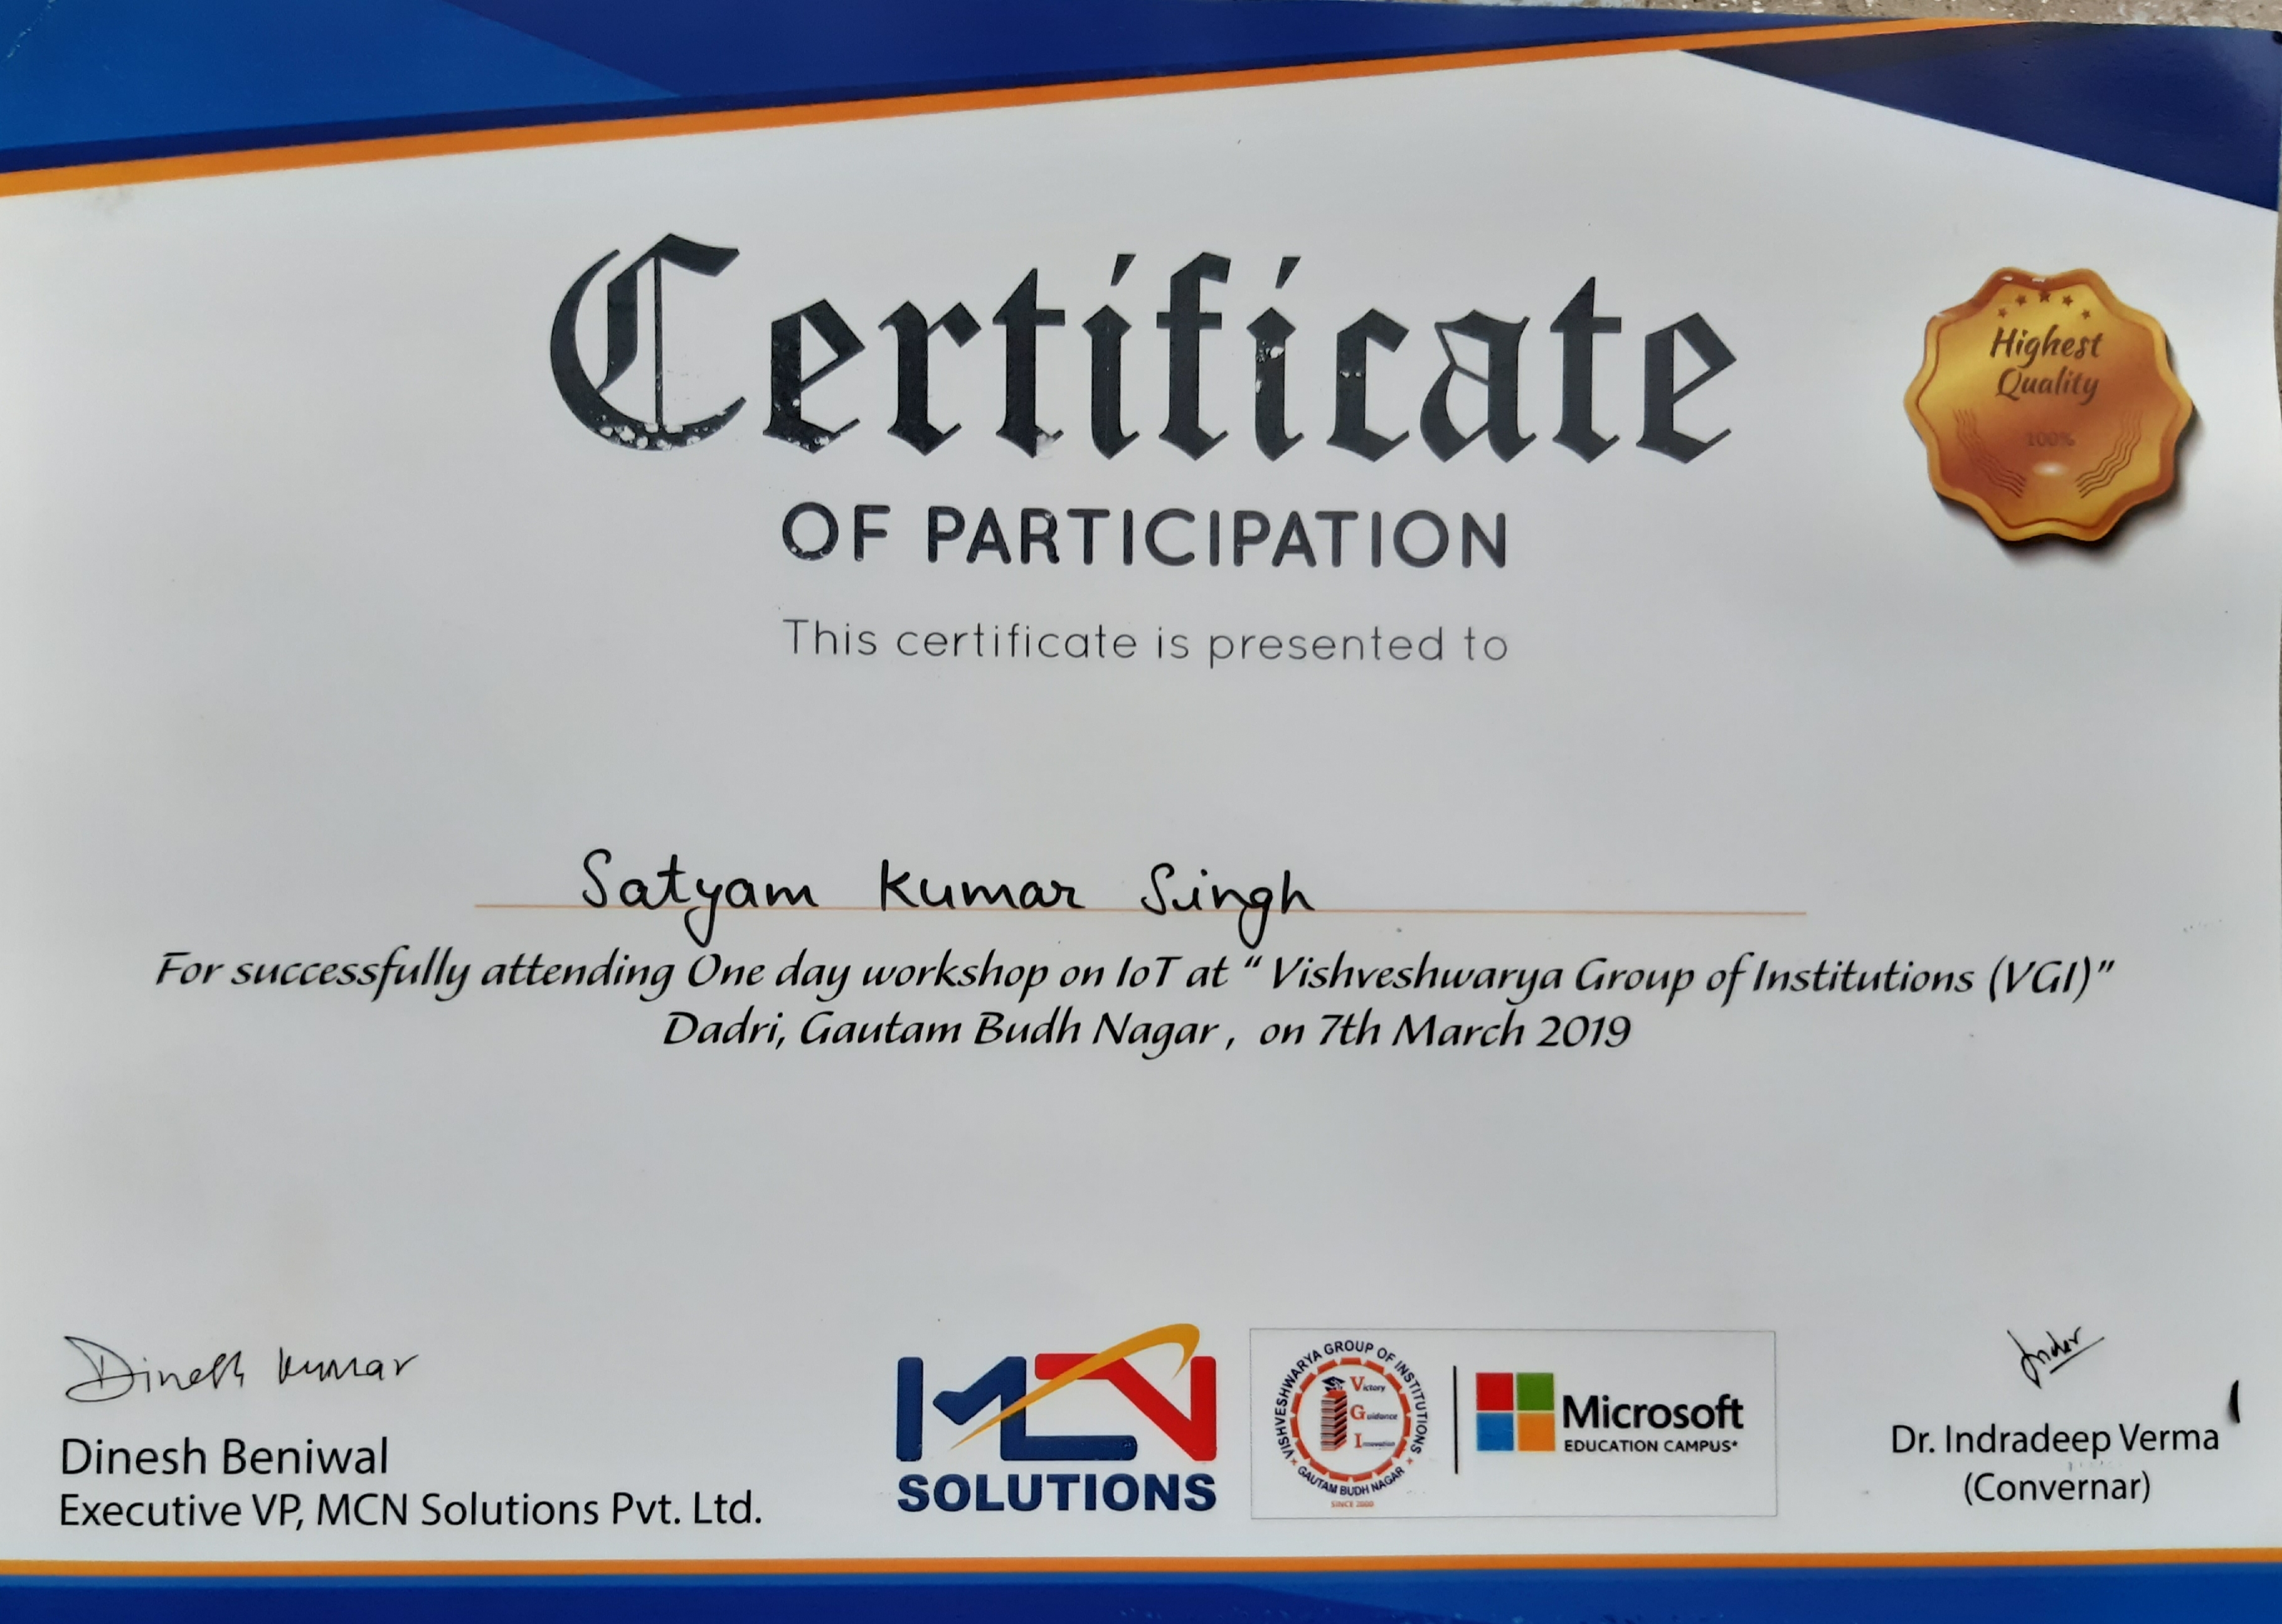 Highest
Quality
100%
Certificate
OF PARTICIPATION
This certificate is presented to
Satyam Kumar Singh
For successfully attending One day workshop on IoT at “Vishveshwarya Group of Institutions (VGI)”
Dadri, Gautam Budh Nagar, on 7th March 2019
Dinesh Kumar
Dinesh Beniwal
Executive VP, MCN Solutions Pvt. Ltd.
MCN
SOLUTIONS
VISHVESHWARYA GROUP OF INSTITUTIONS
GAUTAM BUDH NAGAR
SINCE 2000
Victory
Guidance
Innovation
Microsoft
EDUCATION CAMPUS*
Dr. Indradeep Verma
(Convernar)